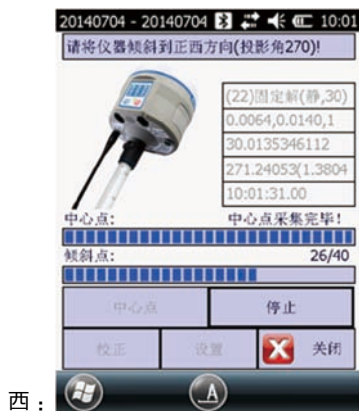 20140704 - 20140704 10:01
请将仪器倾斜到正西方向(投影角270)!
(22)固定解(静,30)
0.0064,0.0140,1
30.0135346112
271.24053(1.3804
10:01:31.00
中心点: 中心点采集完毕!
倾斜点: 26/40
中心点 停止
校正 设置 X 关闭
西： A